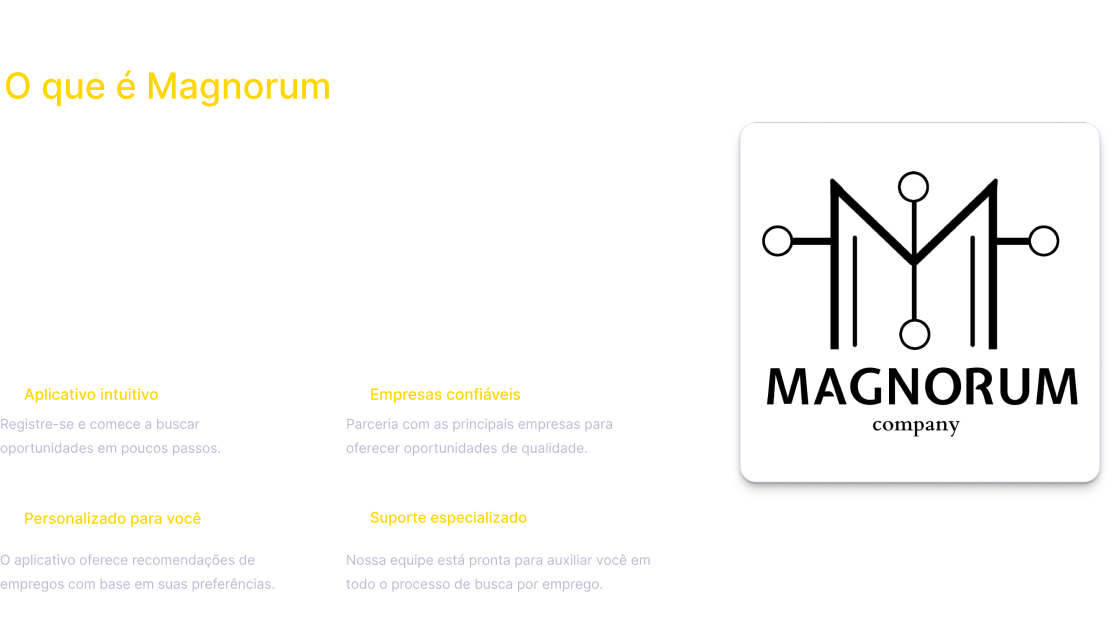 O que é Magnorum
Aplicativo intuitivo
Registre-se e comece a buscar
oportunidades em poucos passos.
Empresas confiáveis
Parceria com as principais empresas para
oferecer oportunidades de qualidade.
Personalizado para você
O aplicativo oferece recomendações de
empregos com base em suas preferências.
Suporte especializado
Nossa equipe está pronta para auxiliar você em
todo o processo de busca por emprego.
MAGNORUM
company